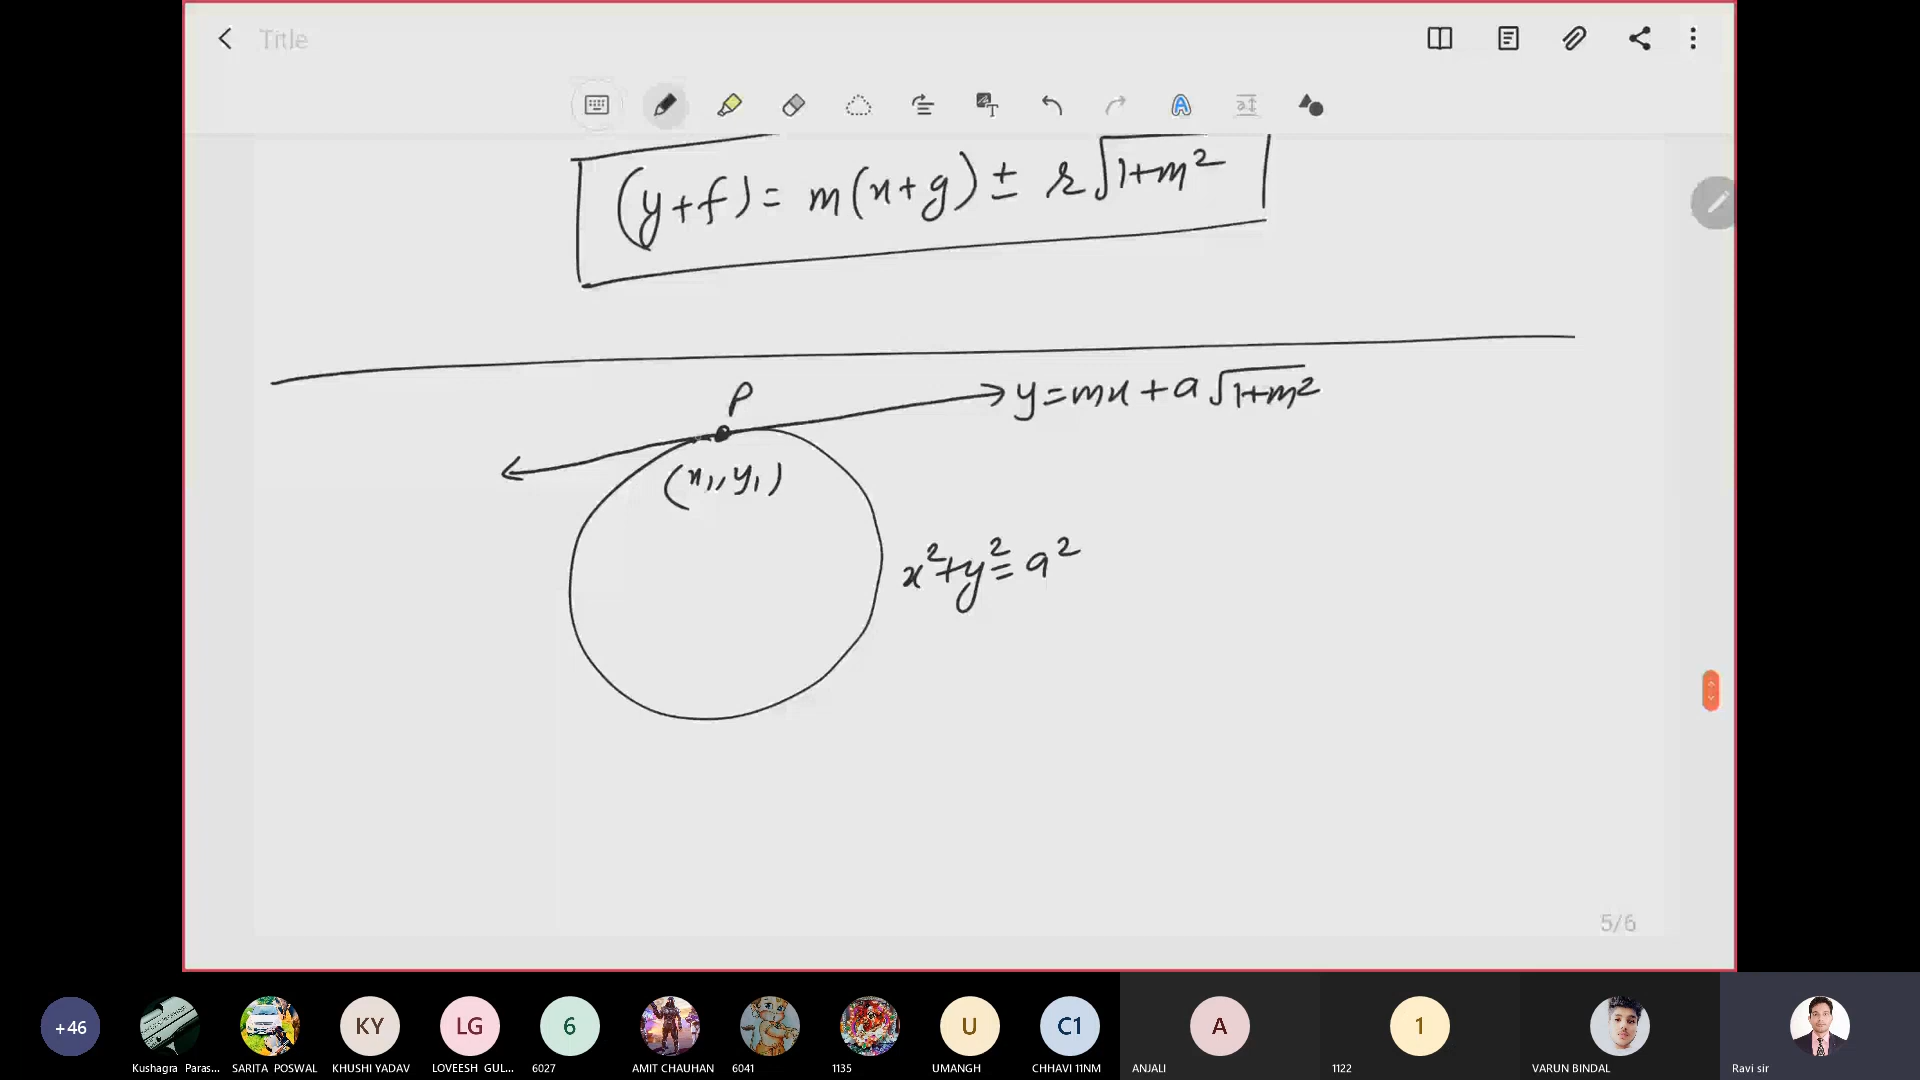 Title
(y+f) = m(x+g) ± r√1+m²
P
y=mx+a√1+m²
(x₁, y₁)
x²+y²=a²
5/6
+46
KY
LG
6
U
C1
A
1
Kushagra Paras...
SARITA POSWAL
KHUSHI YADAV
LOVEESH GUL...
6027
AMIT CHAUHAN
6041
1135
UMANGH
CHHAVI 11NM
ANJALI
1122
VARUN BINDAL
Ravi sir